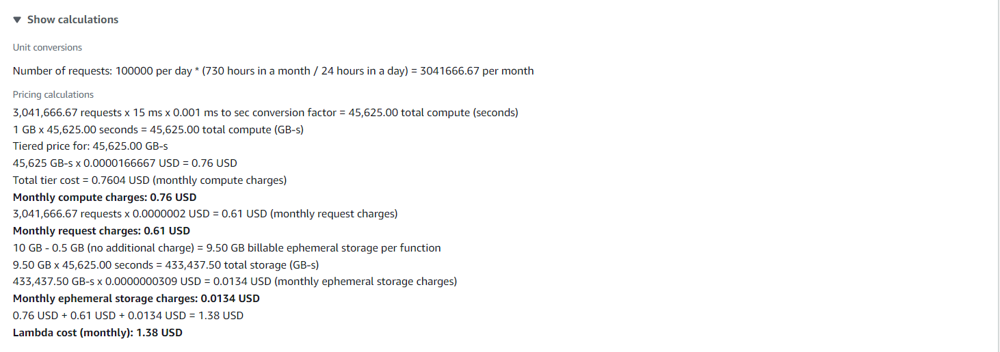 Show calculations
Unit conversions
Number of requests: 100000 per day * (730 hours in a month / 24 hours in a day) = 3041666.67 per month
Pricing calculations
3,041,666.67 requests x 15 ms x 0.001 ms to sec conversion factor = 45,625.00 total compute (seconds)
1 GB x 45,625.00 seconds = 45,625.00 total compute (GB-s)
Tiered price for: 45,625.00 GB-s
45,625 GB-s x 0.0000166667 USD = 0.76 USD
Total tier cost = 0.7604 USD (monthly compute charges)
Monthly compute charges: 0.76 USD
3,041,666.67 requests x 0.0000002 USD = 0.61 USD (monthly request charges)
Monthly request charges: 0.61 USD
10 GB - 0.5 GB (no additional charge) = 9.50 GB billable ephemeral storage per function
9.50 GB x 45,625.00 seconds = 433,437.50 total storage (GB-s)
433,437.50 GB-s x 0.0000000309 USD = 0.0134 USD (monthly ephemeral storage charges)
Monthly ephemeral storage charges: 0.0134 USD
0.76 USD + 0.61 USD + 0.0134 USD = 1.38 USD
Lambda cost (monthly): 1.38 USD